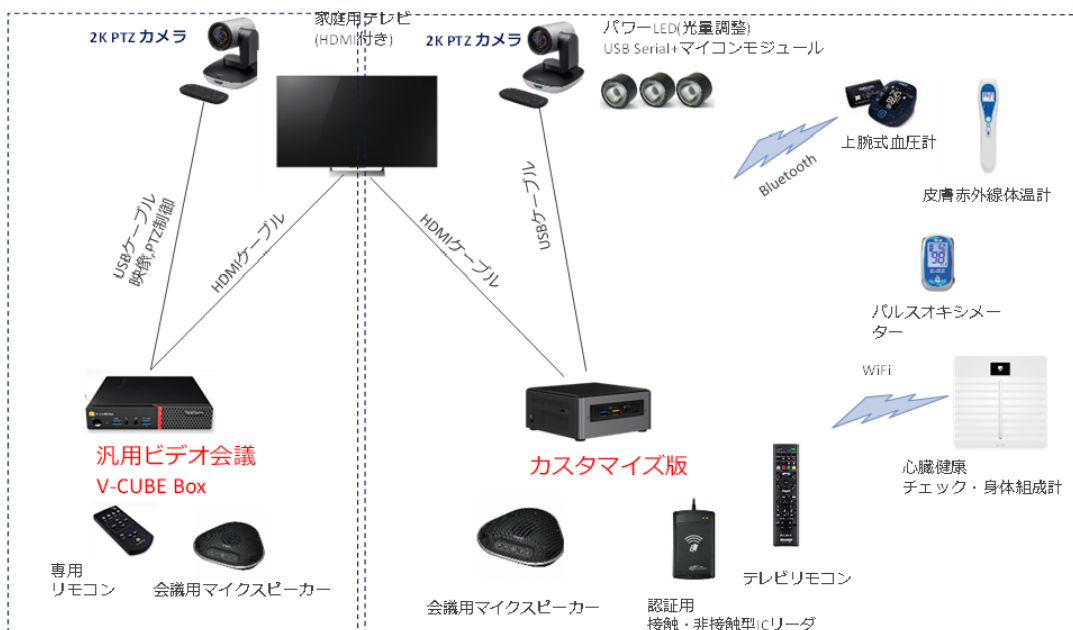 2K PTZ カメラ
家庭用テレビ
(HDMI付き)
2K PTZ カメラ
パワーLED(光量調整)
USB Serial+マイコンモジュール
上腕式血圧計
Bluetooth
皮膚赤外線体温計
USBケーブル
映像,PTZ制御
HDMIケーブル
HDMIケーブル
USBケーブル
パルスオキシメー
ター
WiFi
汎用ビデオ会議
V-CUBE Box
カスタマイズ版
心臓健康
チェック・身体組成計
専用
リモコン
会議用マイクスピーカー
会議用マイクスピーカー
認証用
接触・非接触型ICリーダ
テレビリモコン